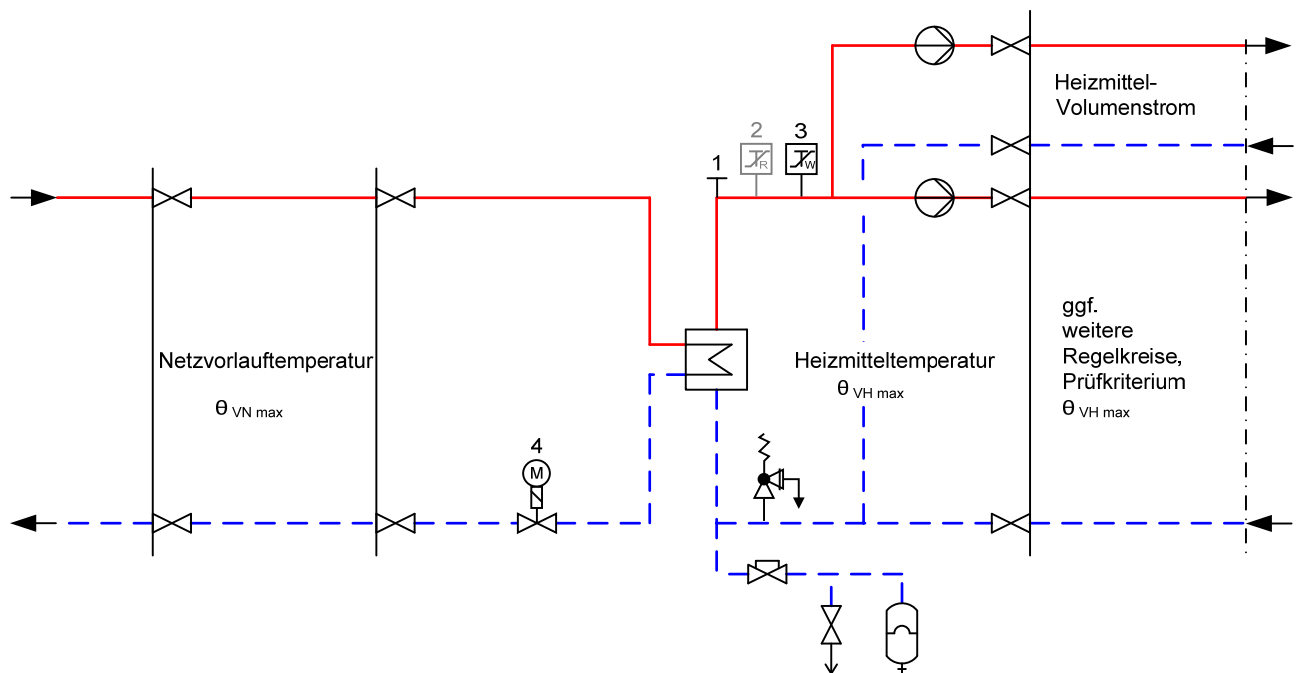 Heizmittel-
Volumenstrom
1
2
R
3
W
Netzvorlauftemperatur
θ VN max
Heizmitteltemperatur
θ VH max
ggf.
weitere
Regelkreise,
Prüfkriterium
θ VH max
4
M